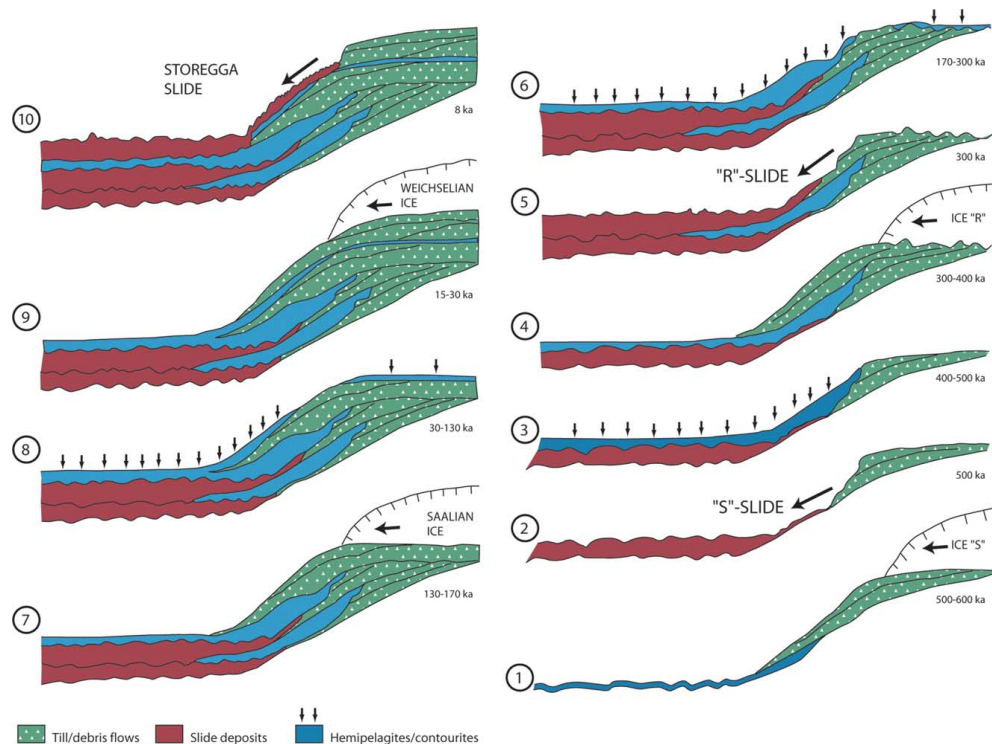 STOREGGA
SLIDE
10
8 ka
WEICHSELIAN
ICE
15-30 ka
9
30-130 ka
8
SAALIAN
ICE
130-170 ka
7
6
170-300 ka
"R"-SLIDE
300 ka
5
ICE "R"
300-400 ka
4
400-500 ka
3
500 ka
"S"-SLIDE
2
ICE "S"
500-600 ka
1
Till/debris flows
Slide deposits
Hemipelagites/contourites